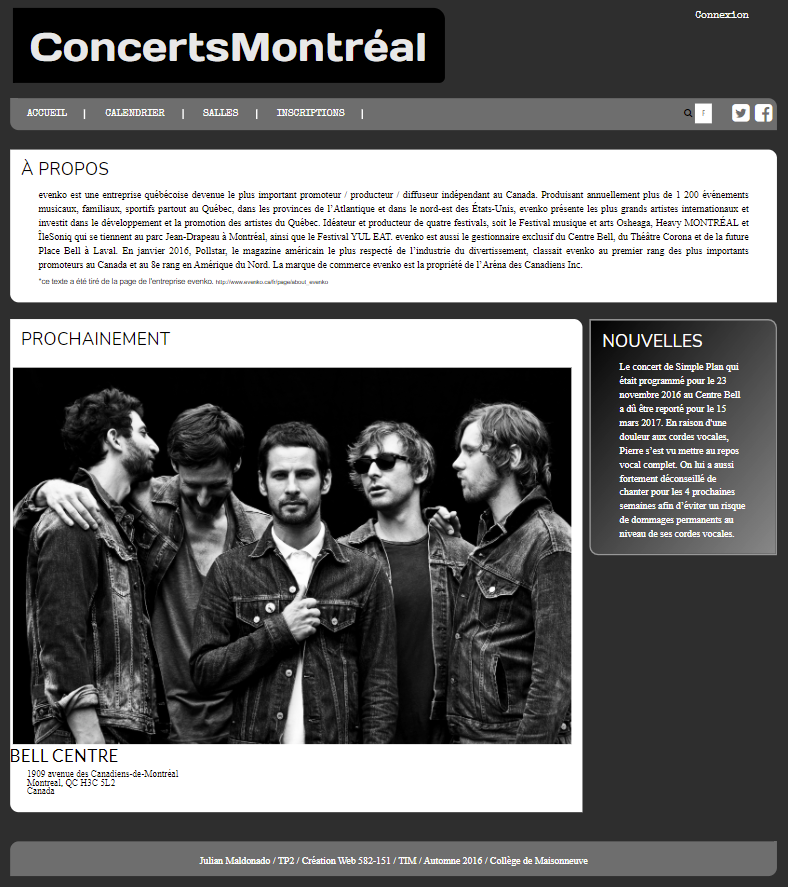 Connexion
ConcertsMontréal
ACCUEIL | CALENDRIER | SALLES | INSCRIPTIONS |
À PROPOS
evenko est une entreprise québécoise devenue le plus important promoteur / producteur / diffuseur indépendant au Canada. Produisant annuellement plus de 1 200 événements
musicaux, familiaux, sportifs partout au Québec, dans les provinces de l’Atlantique et dans le nord-est des États-Unis, evenko présente les plus grands artistes internationaux et
investit dans le développement et la promotion des artistes du Québec. Idéateur et producteur de quatre festivals, soit le Festival musique et arts Osheaga, Heavy MONTRÉAL et
ÎleSoniq qui se tiennent au parc Jean-Drapeau à Montréal, ainsi que le Festival YUL EAT. evenko est aussi le gestionnaire exclusif du Centre Bell, du Théâtre Corona et de la future
Place Bell à Laval. En janvier 2016, Pollstar, le magazine américain le plus respecté de l’industrie du divertissement, classait evenko au premier rang des plus importants
promoteurs au Canada et au 8e rang en Amérique du Nord. La marque de commerce evenko est la propriété de l’Aréna des Canadiens Inc.
*ce texte a été tiré de la page de l'entreprise evenko. http://www.evenko.ca/fr/page/about_evenko
PROCHAINEMENT
BELL CENTRE
1909 avenue des Canadiens-de-Montréal
Montreal, QC H3C 5L2
Canada
NOUVELLES
Le concert de Simple Plan qui
était programmé pour le 23
novembre 2016 au Centre Bell
a dû être reporté pour le 15
mars 2017. En raison d'une
douleur aux cordes vocales,
Pierre s’est vu mettre au repos
vocal complet. On lui a aussi
fortement déconseillé de
chanter pour les 4 prochaines
semaines afin d’éviter un risque
de dommages permanents au
niveau de ses cordes vocales.
Julian Maldonado / TP2 / Création Web 582-151 / TIM / Automne 2016 / Collège de Maisonneuve